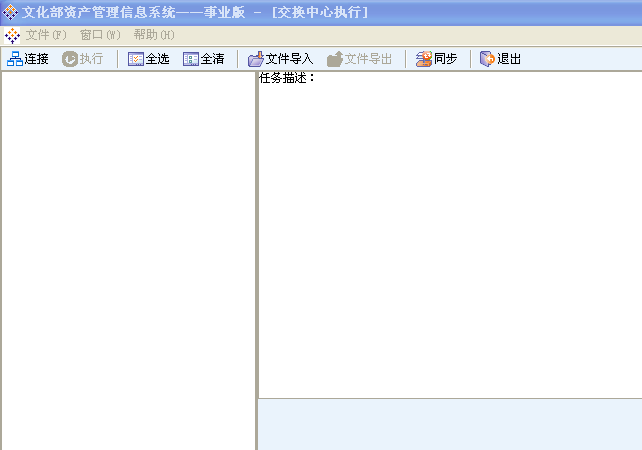 文化部资产管理信息系统——事业版 - [交换中心执行]
文件(F) 窗口(W) 帮助(H)
连接 执行 全选 全清 文件导入 文件导出 同步 退出
任务描述：